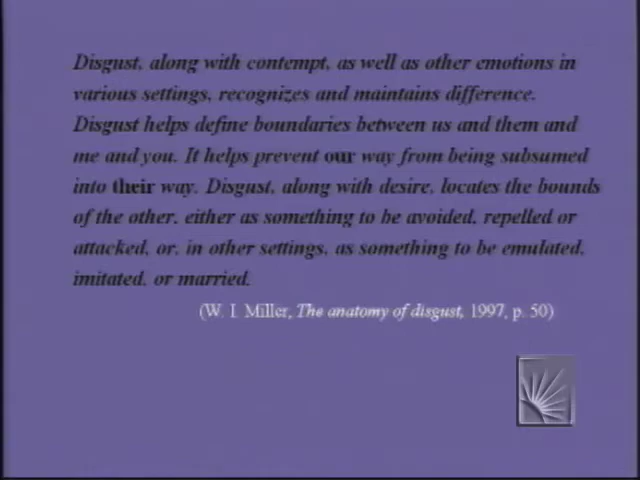 Disgust, along with contempt, as well as other emotions in
various settings, recognizes and maintains difference.
Disgust helps define boundaries between us and them and
me and you. It helps prevent our way from being subsumed
into their way. Disgust, along with desire, locates the bounds
of the other, either as something to be avoided, repelled or
attacked, or, in other settings, as something to be emulated,
imitated, or married.
(W. I. Miller, The anatomy of disgust, 1997, p. 50)